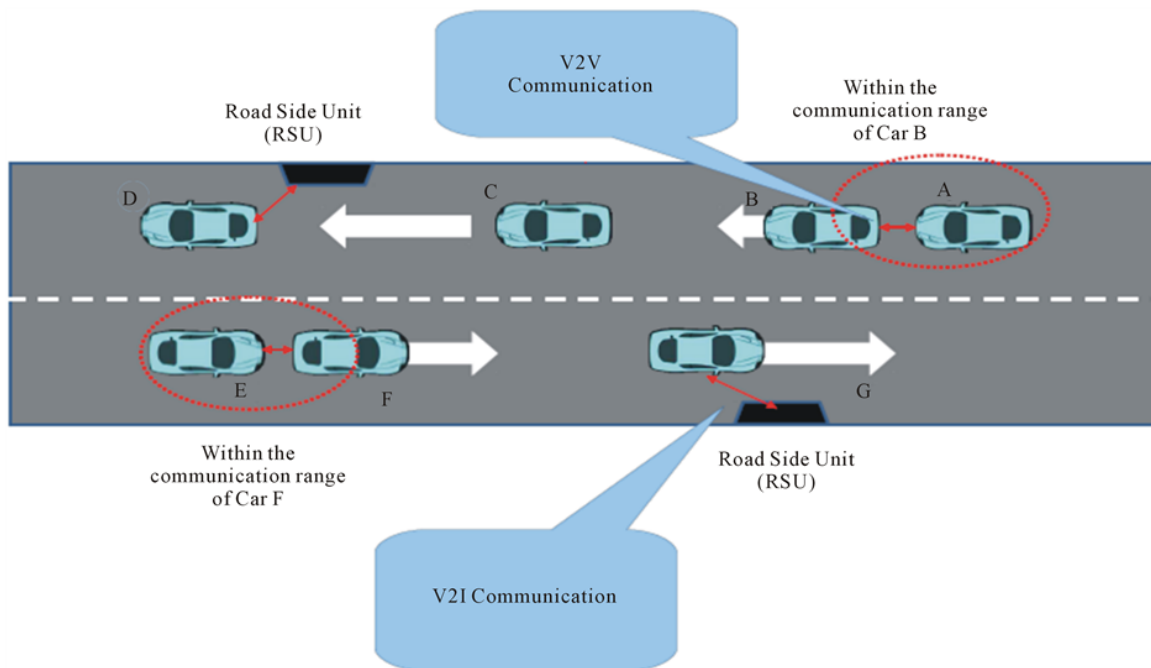 V2V
Communication
Road Side Unit
(RSU)
Within the
communication range
of Car B
D
C
B
A
E
F
G
Within the
communication range
of Car F
Road Side Unit
(RSU)
V2I Communication